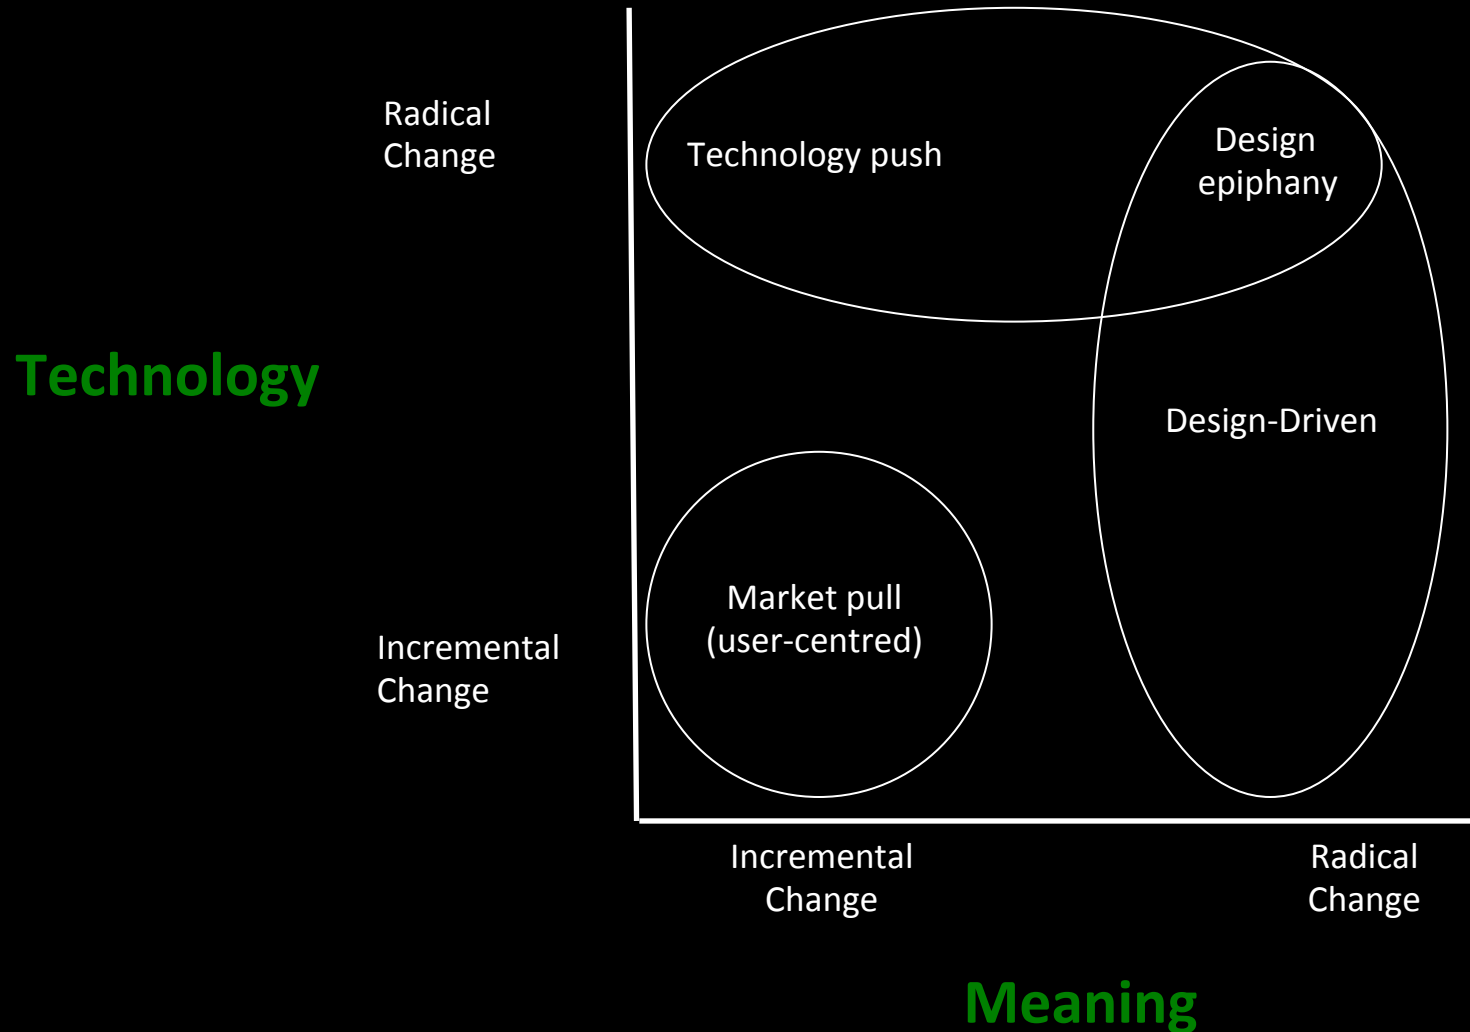 Radical
Change
Technology push
Design
epiphany
Technology
Design-Driven
Market pull
(user-centred)
Incremental
Change
Incremental
Change
Radical
Change
Meaning